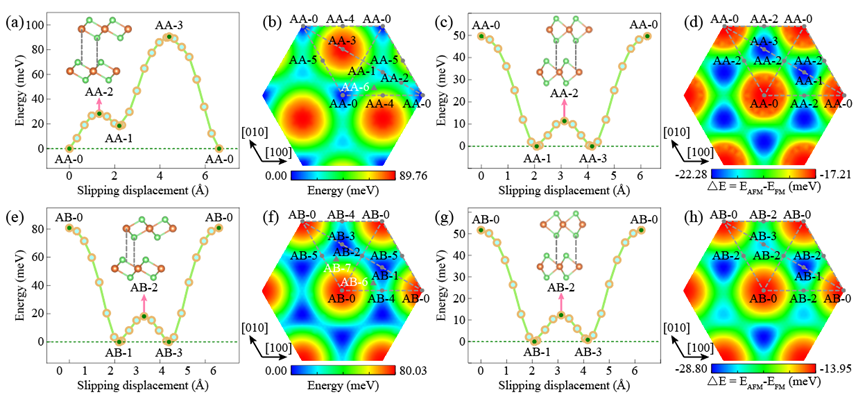 (a)
100
80
60
40
20
0
Energy (meV)
AA-3
AA-2
AA-1
AA-0
AA-0
0 1 2 3 4 5 6
Slipping displacement (Å)
(b)
AA-0 AA-4 AA-0
AA-3
AA-5 AA-5
AA-1
AA-2
AA-6
AA-0 AA-4 AA-0
[010]
[100]
0.00 89.76
Energy (meV)
(c)
50
40
30
20
10
0
Energy (meV)
AA-0 AA-0
AA-2
AA-1 AA-3
0 1 2 3 4 5 6
Slipping displacement (Å)
(d)
AA-0 AA-2 AA-0
AA-3
AA-2 AA-2 AA-2
AA-1
AA-0 AA-2 AA-0
[010]
[100]
-22.28 -17.21
△E = EAFM-EFM (meV)
(e)
80
60
40
20
0
Energy (meV)
AB-0 AB-0
AB-2
AB-1 AB-3
0 1 2 3 4 5 6
Slipping displacement (Å)
(f)
AB-0 AB-4 AB-0
AB-3
AB-5 AB-2 AB-5
AB-7 AB-1
AB-6
AB-0 AB-4 AB-0
[010]
[100]
0.00 80.03
Energy (meV)
(g)
60
50
40
30
20
10
0
Energy (meV)
AB-0 AB-0
AB-2
AB-1 AB-3
0 1 2 3 4 5 6
Slipping displacement (Å)
(h)
AB-0 AB-2 AB-0
AB-3
AB-2 AB-2 AB-2
AB-1
AB-0 AB-2 AB-0
[010]
[100]
-28.80 -13.95
△E = EAFM-EFM (meV)